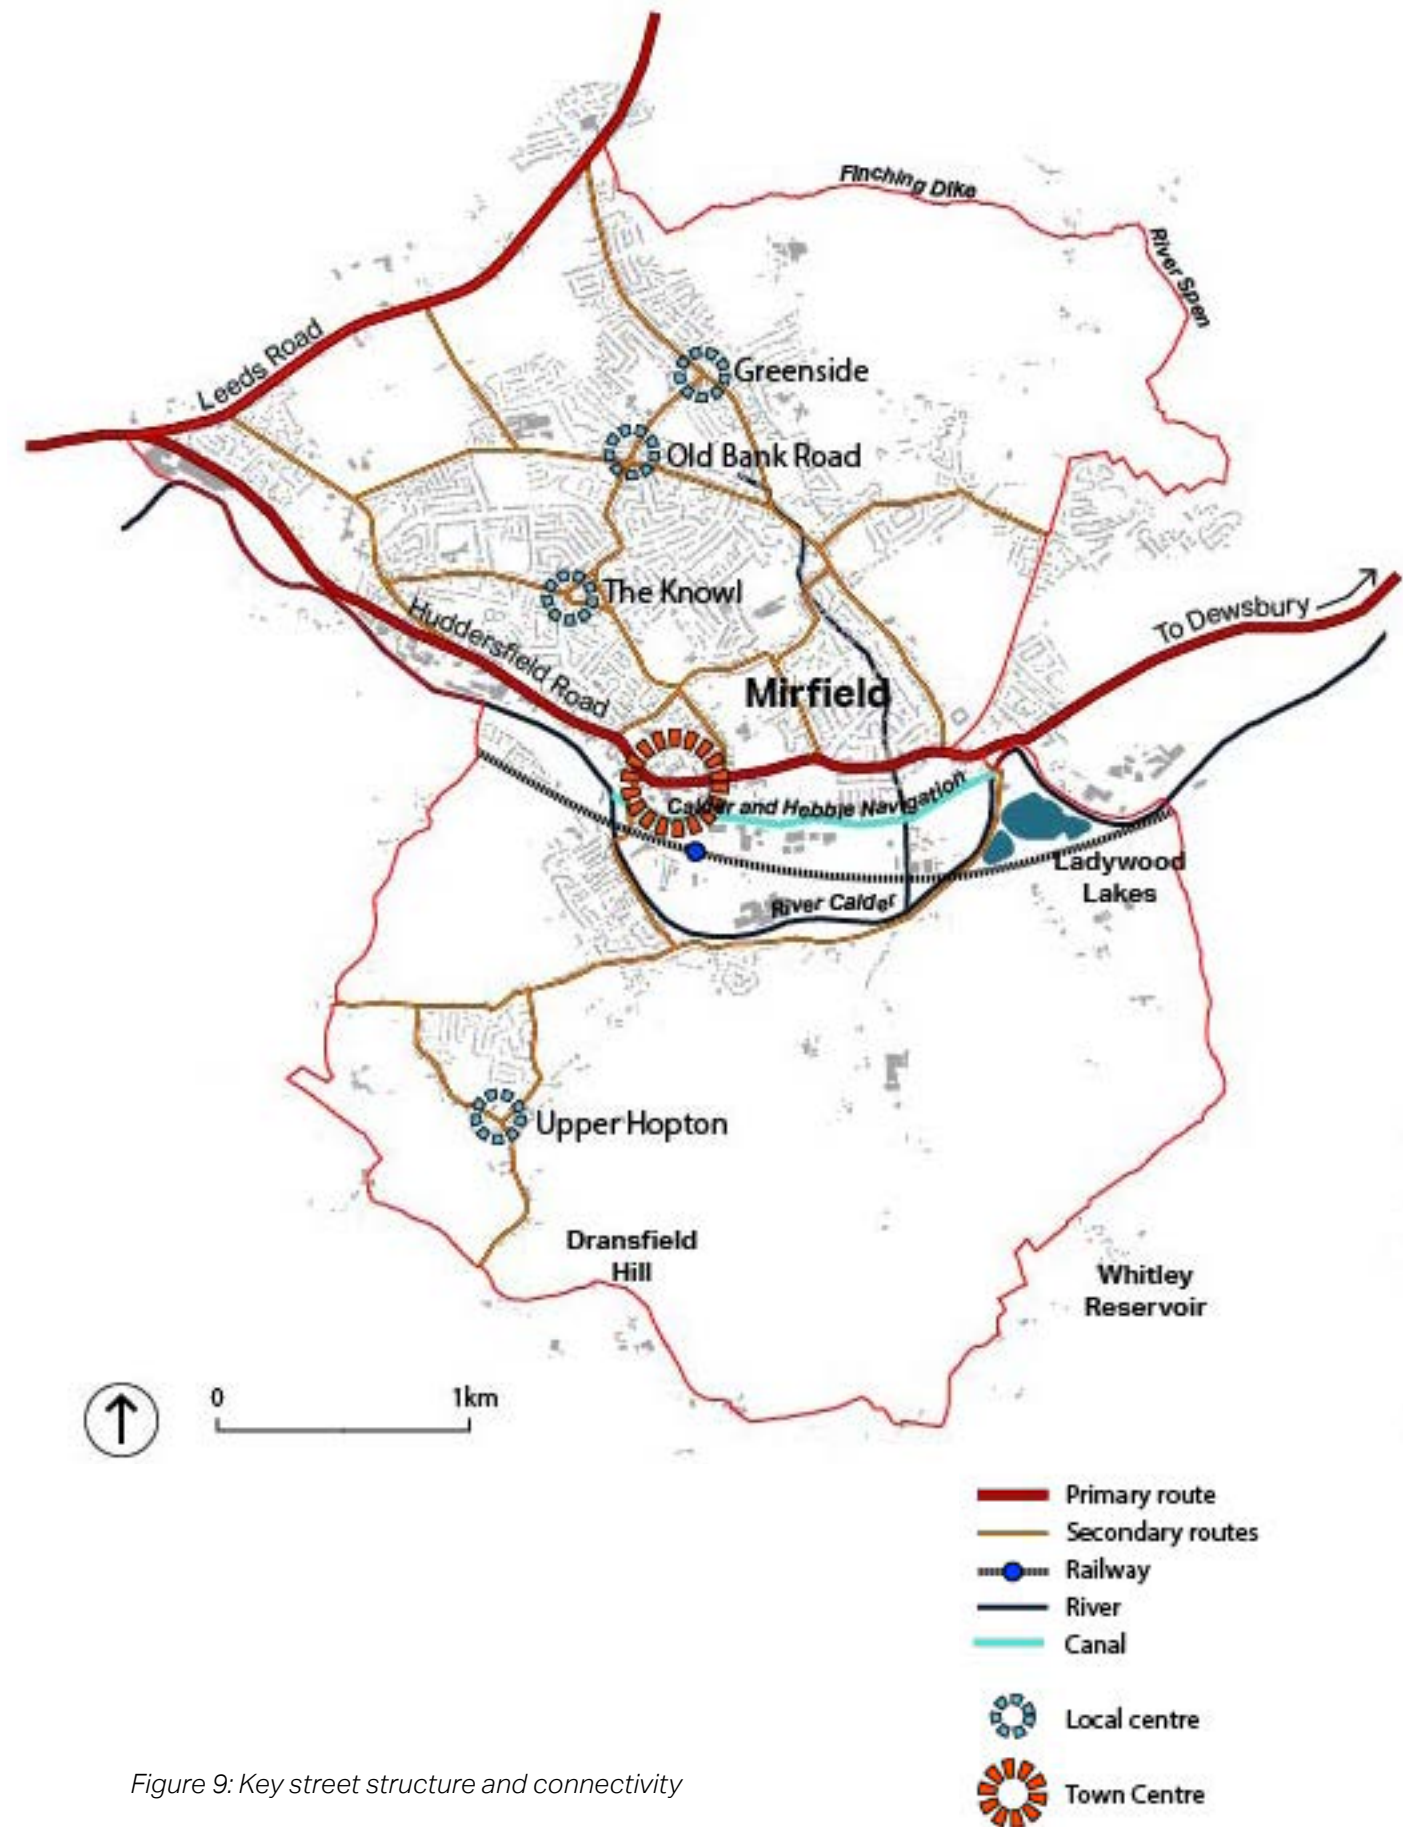 Finching Dike
River Spen
Leeds Road
Greenside
Old Bank Road
The Knowl
Huddersfield Road
To Dewsbury
Mirfield
Calder and Hebble Navigation
Ladywood
Lakes
River Calder
Upper Hopton
Dransfield
Hill
Whitley
Reservoir
0
1km
Primary route
Secondary routes
Railway
River
Canal
Local centre
Town Centre
Figure 9: Key street structure and connectivity